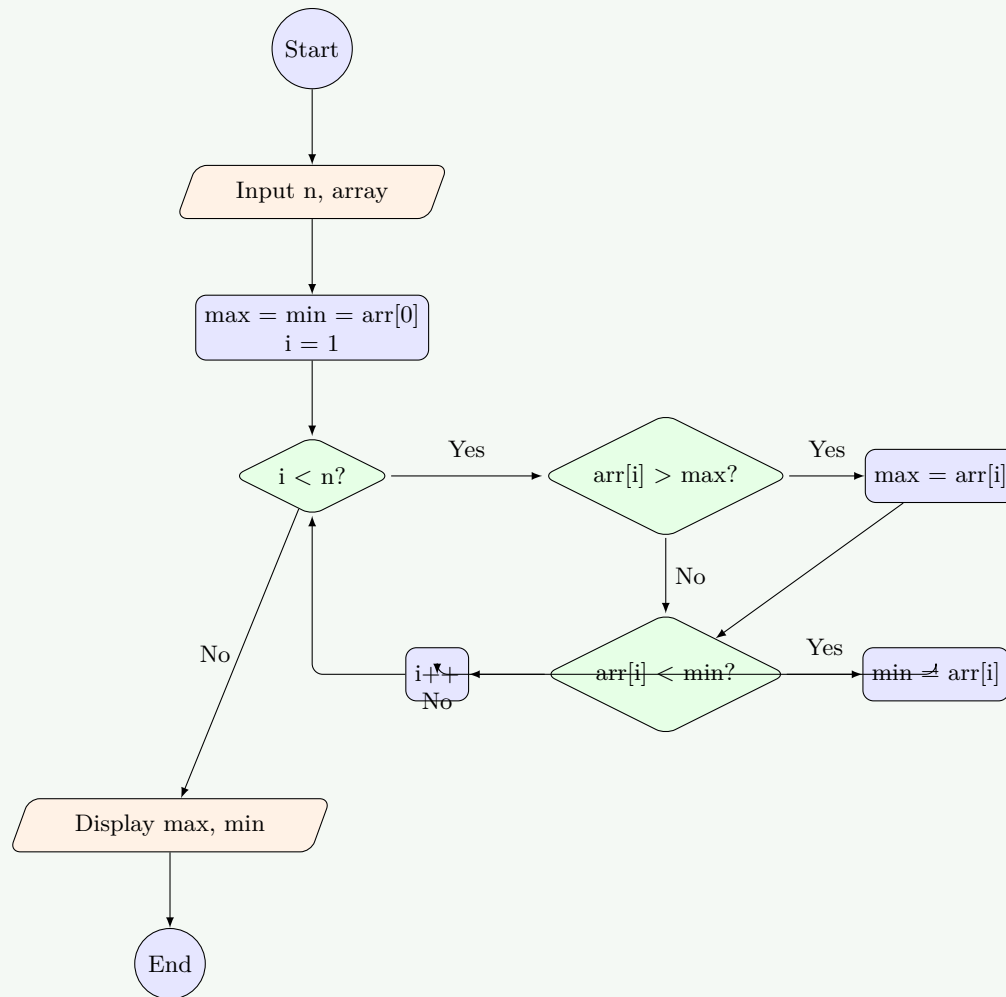 Start
Input n, array
max = min = arr[0]
i = 1
i < n?
Yes
arr[i] > max?
Yes
max = arr[i]
No
No
i++
No
arr[i] < min?
Yes
min = arr[i]
Display max, min
End